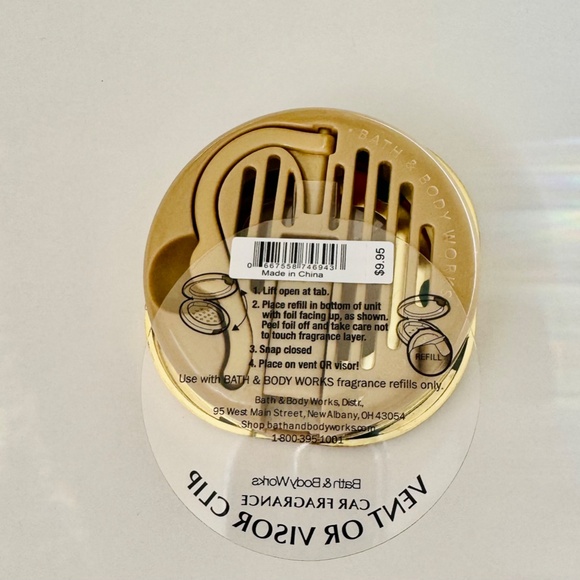 BATH & BODY WORKS
0 667558 746943
Made in China
$9.95
1. Lift open at tab.
2. Place refill in bottom of unit
with foil facing up, as shown.
Peel foil off and take care not
to touch fragrance layer.
3. Snap closed
4. Place on vent OR visor!
REFILL
Use with BATH & BODY WORKS fragrance refills only.
Bath & Body Works, Distr.,
95 West Main Street, New Albany, OH 43054
Shop bathandbodyworks.com
1-800-395-1001
Bath & Body Works
CAR FRAGRANCE
VENT OR VISOR CLIP